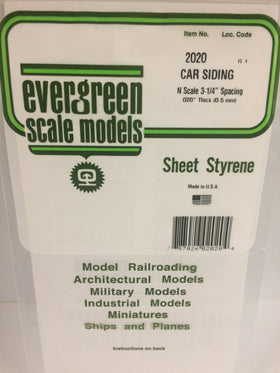 Item No. Loc. Code
2020 G 1
CAR SIDING
N Scale 3-1/4" Spacing
.020" Thick (0.5 mm)
evergreen
scale models
Sheet Styrene
Made in U.S.A
Model Railroading
Architectural Models
Military Models
Industrial Models
Miniatures
Ships and Planes
Instructions on back